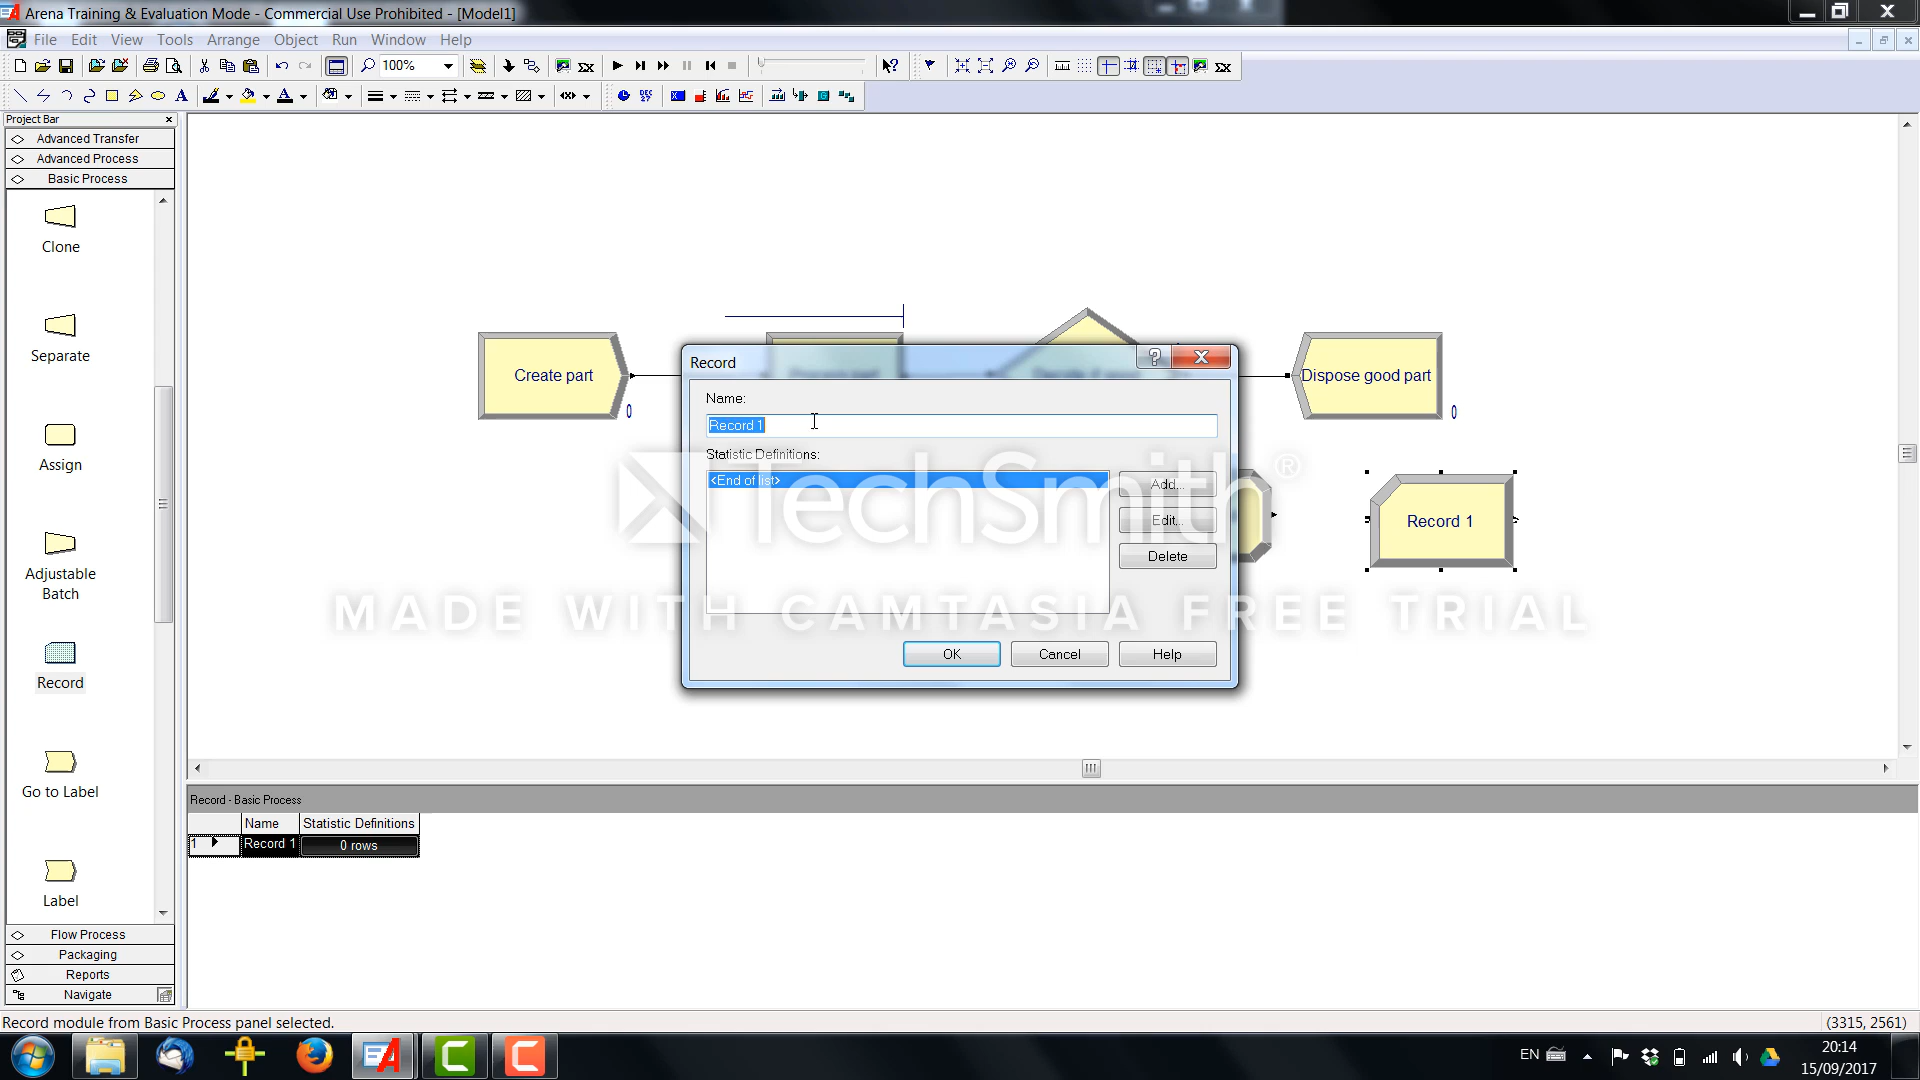 Arena Training & Evaluation Mode - Commercial Use Prohibited - [Model1]
File Edit View Tools Arrange Object Run Window Help
100%
Project Bar
Advanced Transfer
Advanced Process
Basic Process
Clone
Separate
Assign
Adjustable
Batch
Record
Go to Label
Label
Flow Process
Packaging
Reports
Navigate
Create part
0
Dispose good part
0
Record 1
Record
Name:
Record 1
Statistic Definitions:
<End of list>
Add...
Edit...
Delete
OK Cancel Help
TechSmith®
MADE WITH CAMTASIA FREE TRIAL
Record - Basic Process
Name Statistic Definitions
1 Record 1 0 rows
Record module from Basic Process panel selected.
(3315, 2561)
EN
20:14
15/09/2017